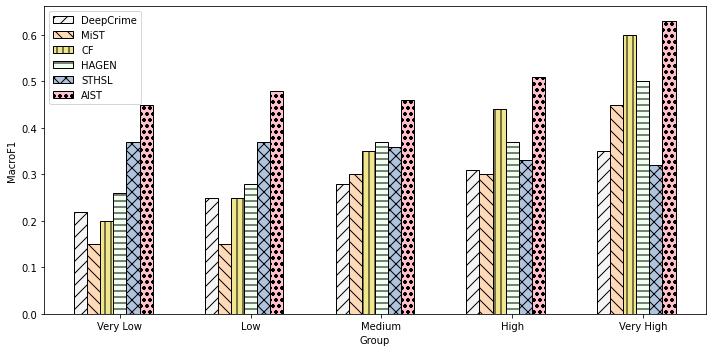 DeepCrime
MiST
CF
HAGEN
STHSL
AIST
MacroF1
0.6
0.5
0.4
0.3
0.2
0.1
0.0
Very Low
Low
Medium
High
Very High
Group